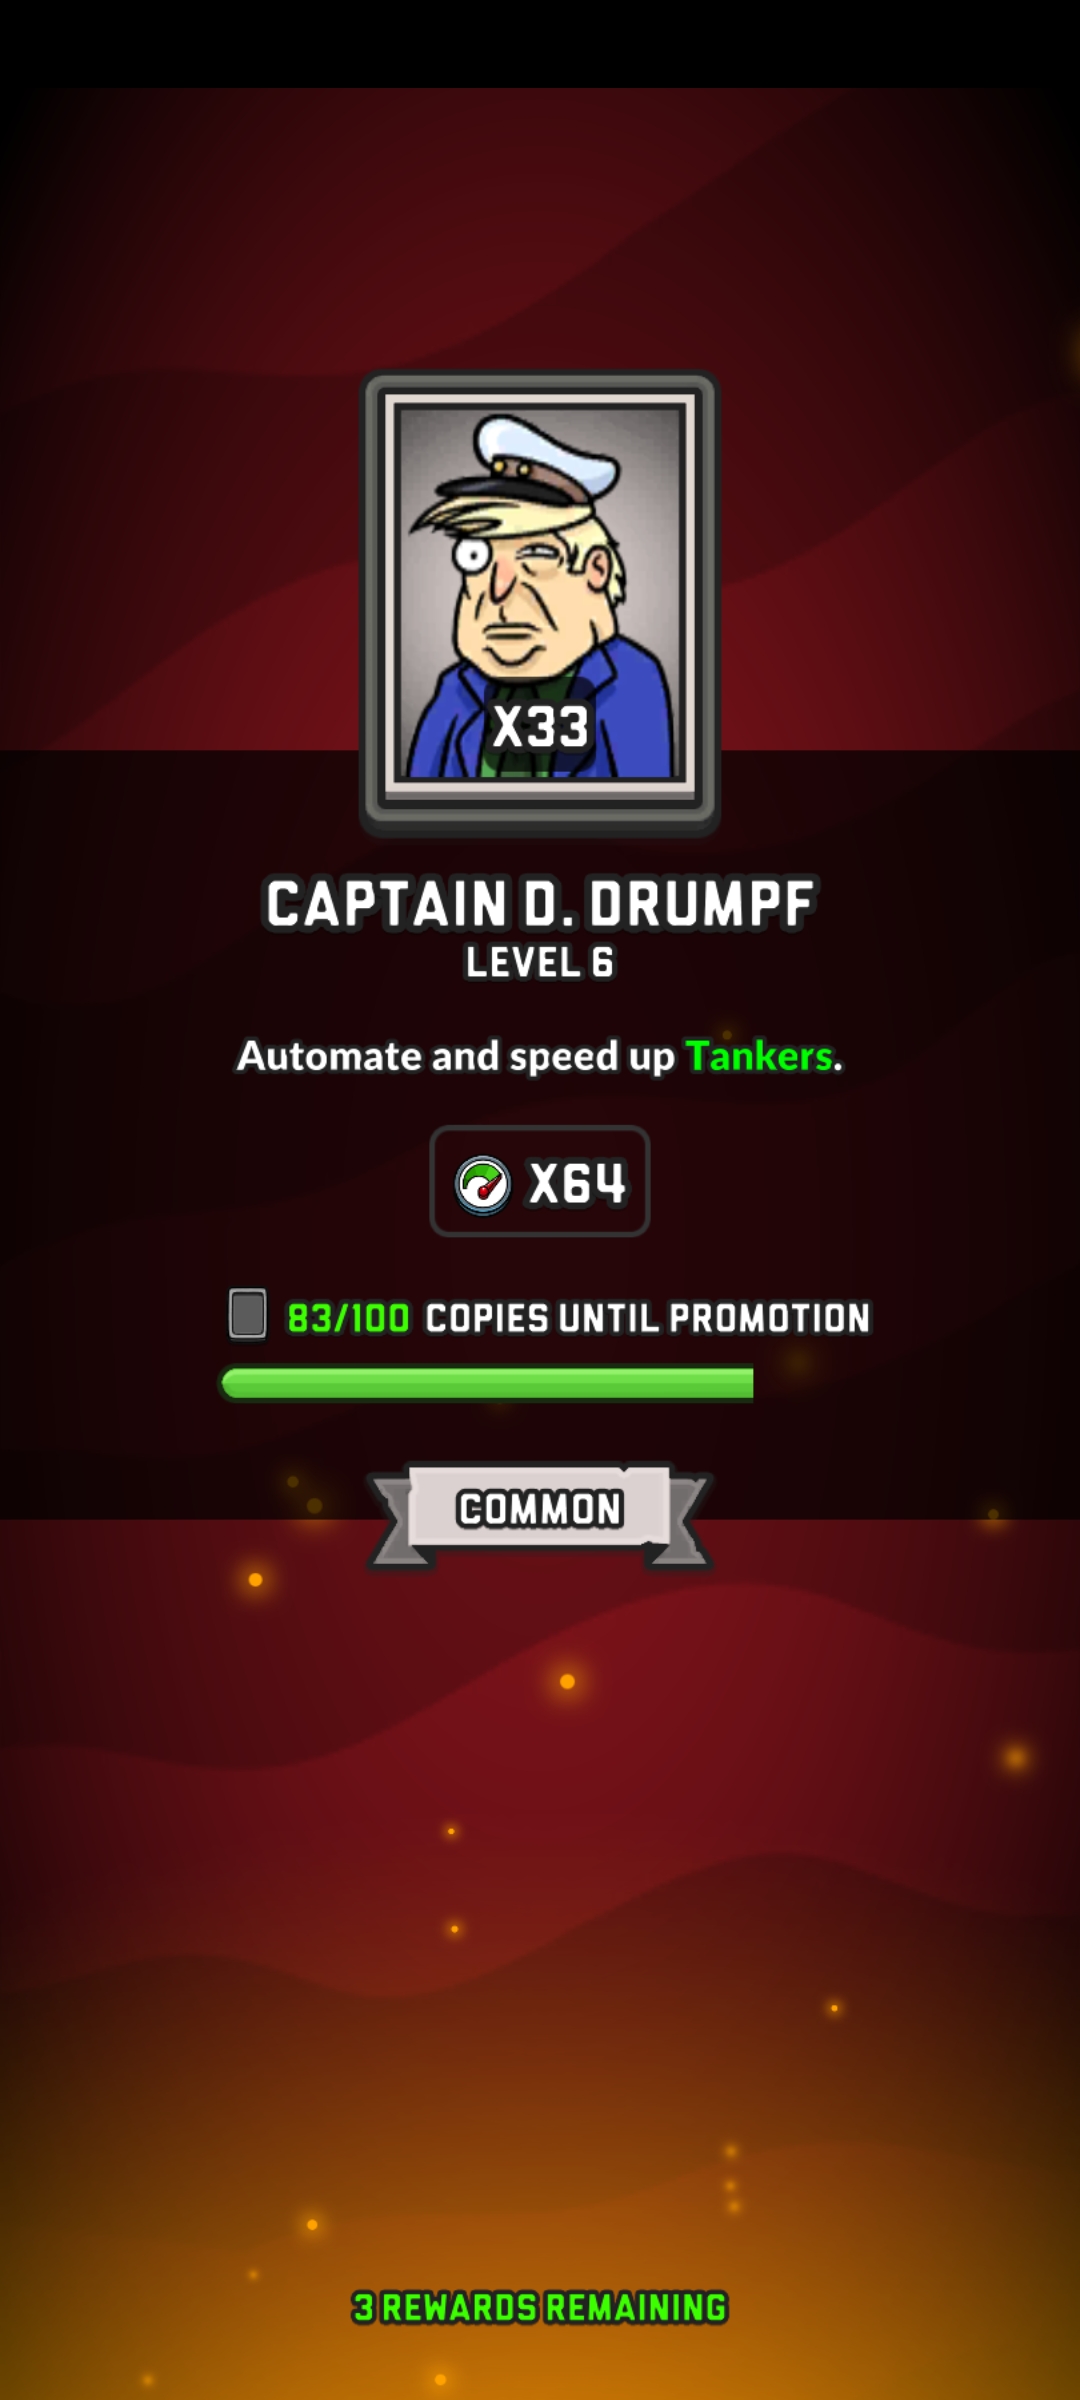 X33
CAPTAIN D. DRUMPF
LEVEL 6
Automate and speed up Tankers.
X64
83/100 COPIES UNTIL PROMOTION
COMMON
3 REWARDS REMAINING